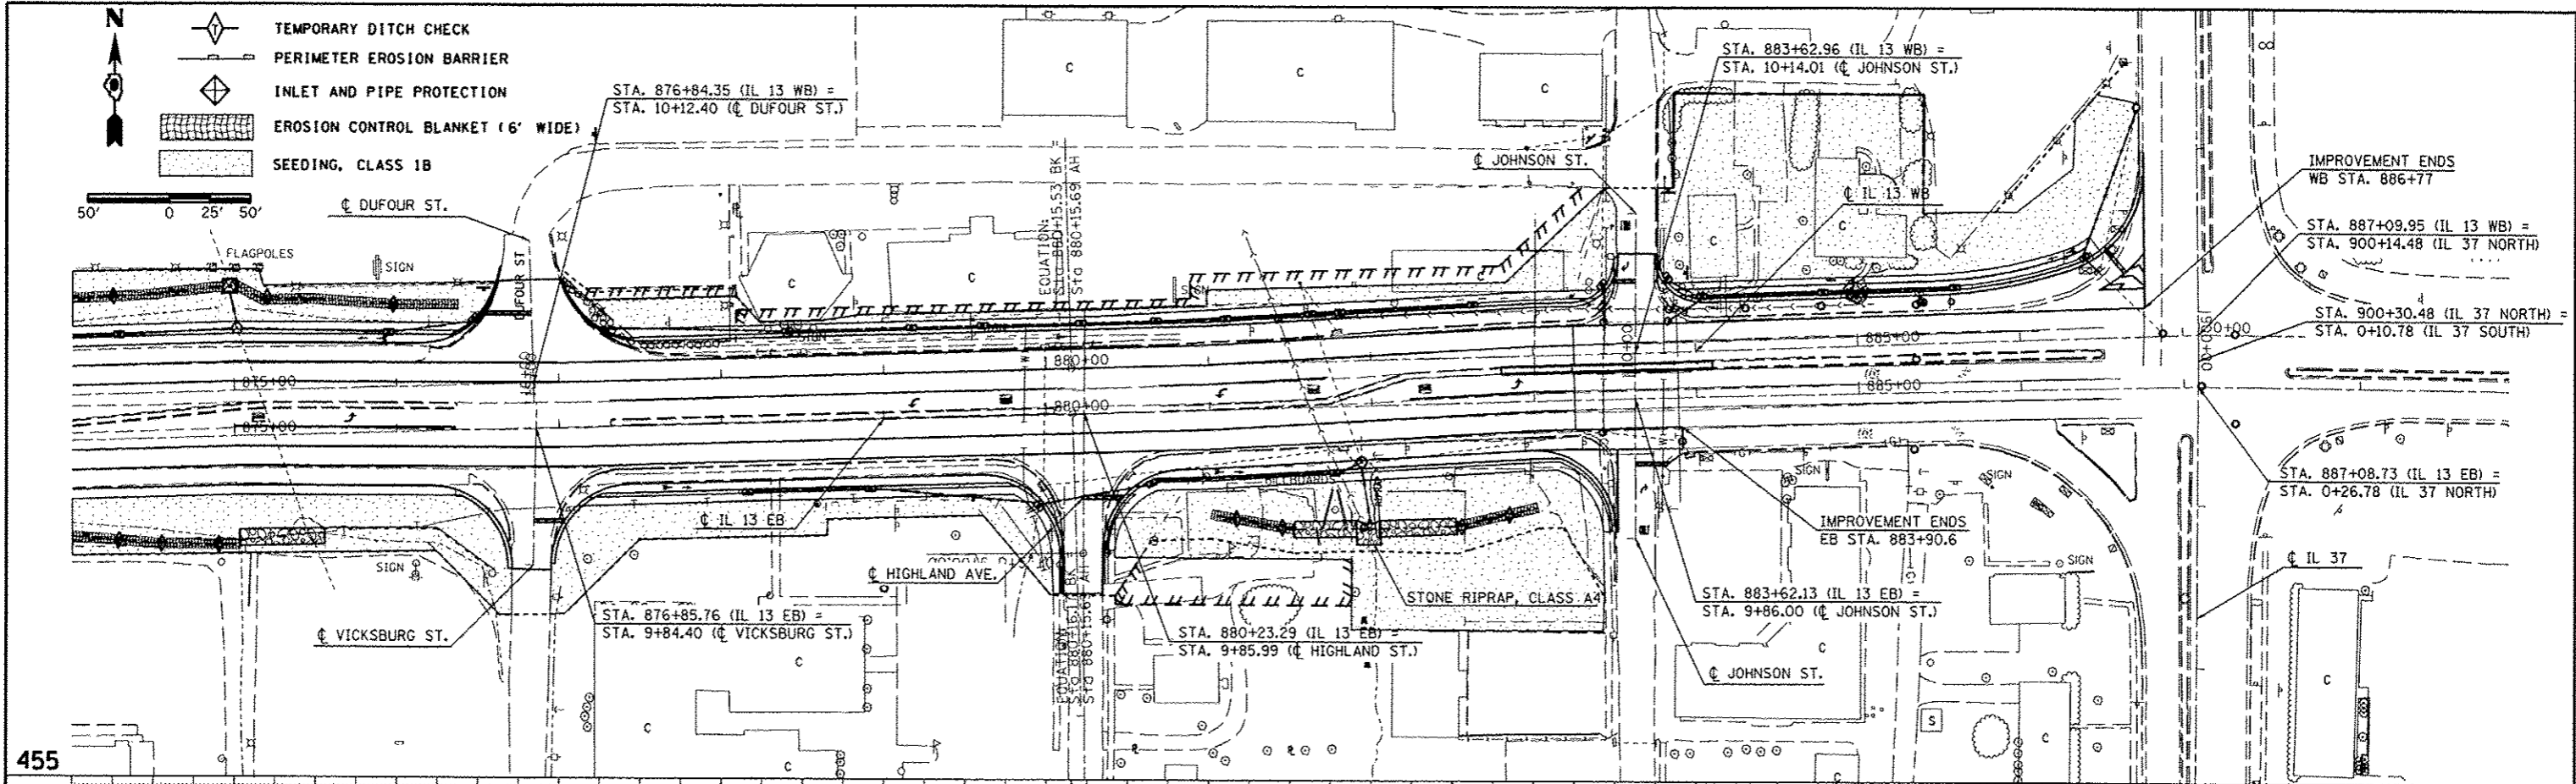 N
TEMPORARY DITCH CHECK
PERIMETER EROSION BARRIER
INLET AND PIPE PROTECTION
EROSION CONTROL BLANKET (6' WIDE)
SEEDING, CLASS 1B
50' 0 25' 50'
STA. 876+84.35 (IL 13 WB) =
STA. 10+12.40 (℄ DUFOUR ST.)
℄ DUFOUR ST.
FLAGPOLES
SIGN
DUFOUR ST
C
C
C
STA. 883+62.96 (IL 13 WB) =
STA. 10+14.01 (℄ JOHNSON ST.)
℄ JOHNSON ST.
℄ IL 13 WB
IMPROVEMENT ENDS
WB STA. 886+77
STA. 887+09.95 (IL 13 WB) =
STA. 900+14.48 (IL 37 NORTH)
STA. 900+30.48 (IL 37 NORTH) =
STA. 0+10.78 (IL 37 SOUTH)
EQUATION:
Sta 880+15.53 BK =
Sta 880+15.69 AH
C
C
C
C
SIGN
SIGN
875+00
880+00
885+00
875+00
880+00
885+00
STA. 887+08.73 (IL 13 EB) =
STA. 0+26.78 (IL 37 NORTH)
BILLBOARDS
SIGN
SIGN
℄ IL 13 EB
IMPROVEMENT ENDS
EB STA. 883+90.6
℄ IL 37
SIGN
SIGN
℄ HIGHLAND AVE.
STONE RIPRAP, CLASS A4
STA. 883+62.13 (IL 13 EB) =
STA. 9+86.00 (℄ JOHNSON ST.)
℄ VICKSBURG ST.
STA. 876+85.76 (IL 13 EB) =
STA. 9+84.40 (℄ VICKSBURG ST.)
STA. 880+23.29 (IL 13 EB) =
STA. 9+85.99 (℄ HIGHLAND ST.)
EQUATION
℄ JOHNSON ST.
C
C
C
C
C
C
C
S
455